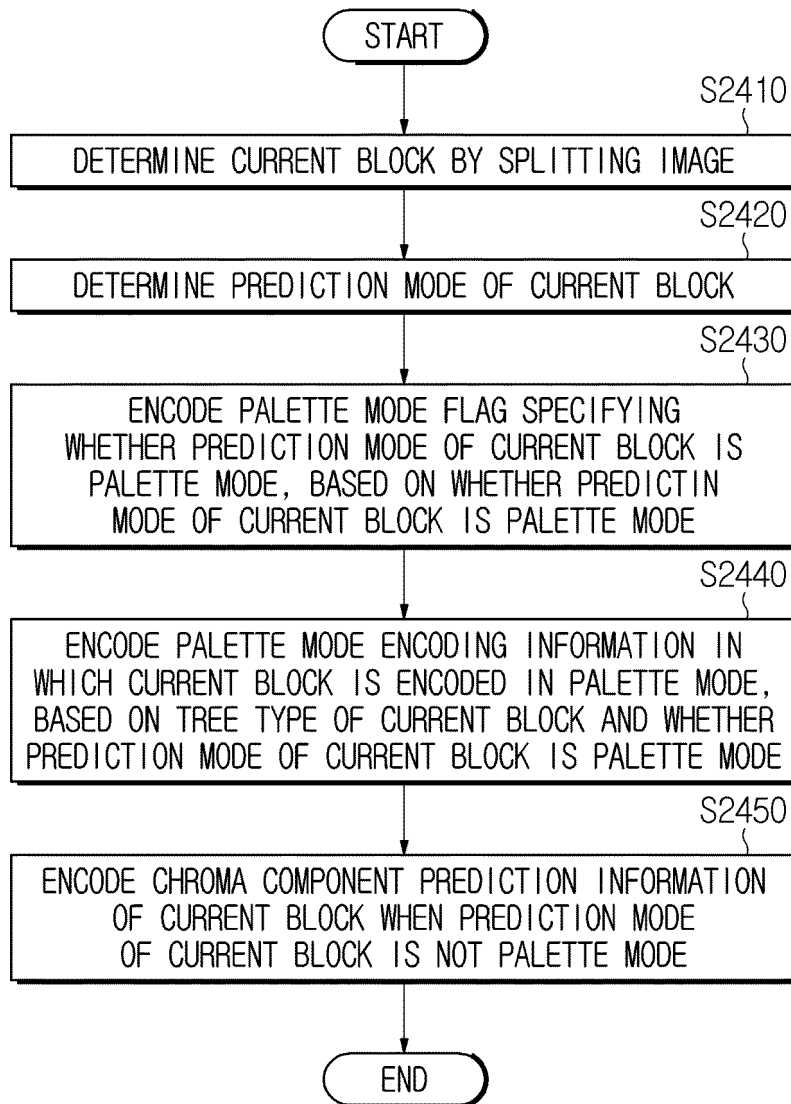 START
S2410
DETERMINE CURRENT BLOCK BY SPLITTING IMAGE
S2420
DETERMINE PREDICTION MODE OF CURRENT BLOCK
S2430
ENCODE PALETTE MODE FLAG SPECIFYING
WHETHER PREDICTION MODE OF CURRENT BLOCK IS
PALETTE MODE, BASED ON WHETHER PREDICTIN
MODE OF CURRENT BLOCK IS PALETTE MODE
S2440
ENCODE PALETTE MODE ENCODING INFORMATION IN
WHICH CURRENT BLOCK IS ENCODED IN PALETTE MODE,
BASED ON TREE TYPE OF CURRENT BLOCK AND WHETHER
PREDICTION MODE OF CURRENT BLOCK IS PALETTE MODE
S2450
ENCODE CHROMA COMPONENT PREDICTION INFORMATION
OF CURRENT BLOCK WHEN PREDICTION MODE
OF CURRENT BLOCK IS NOT PALETTE MODE
END